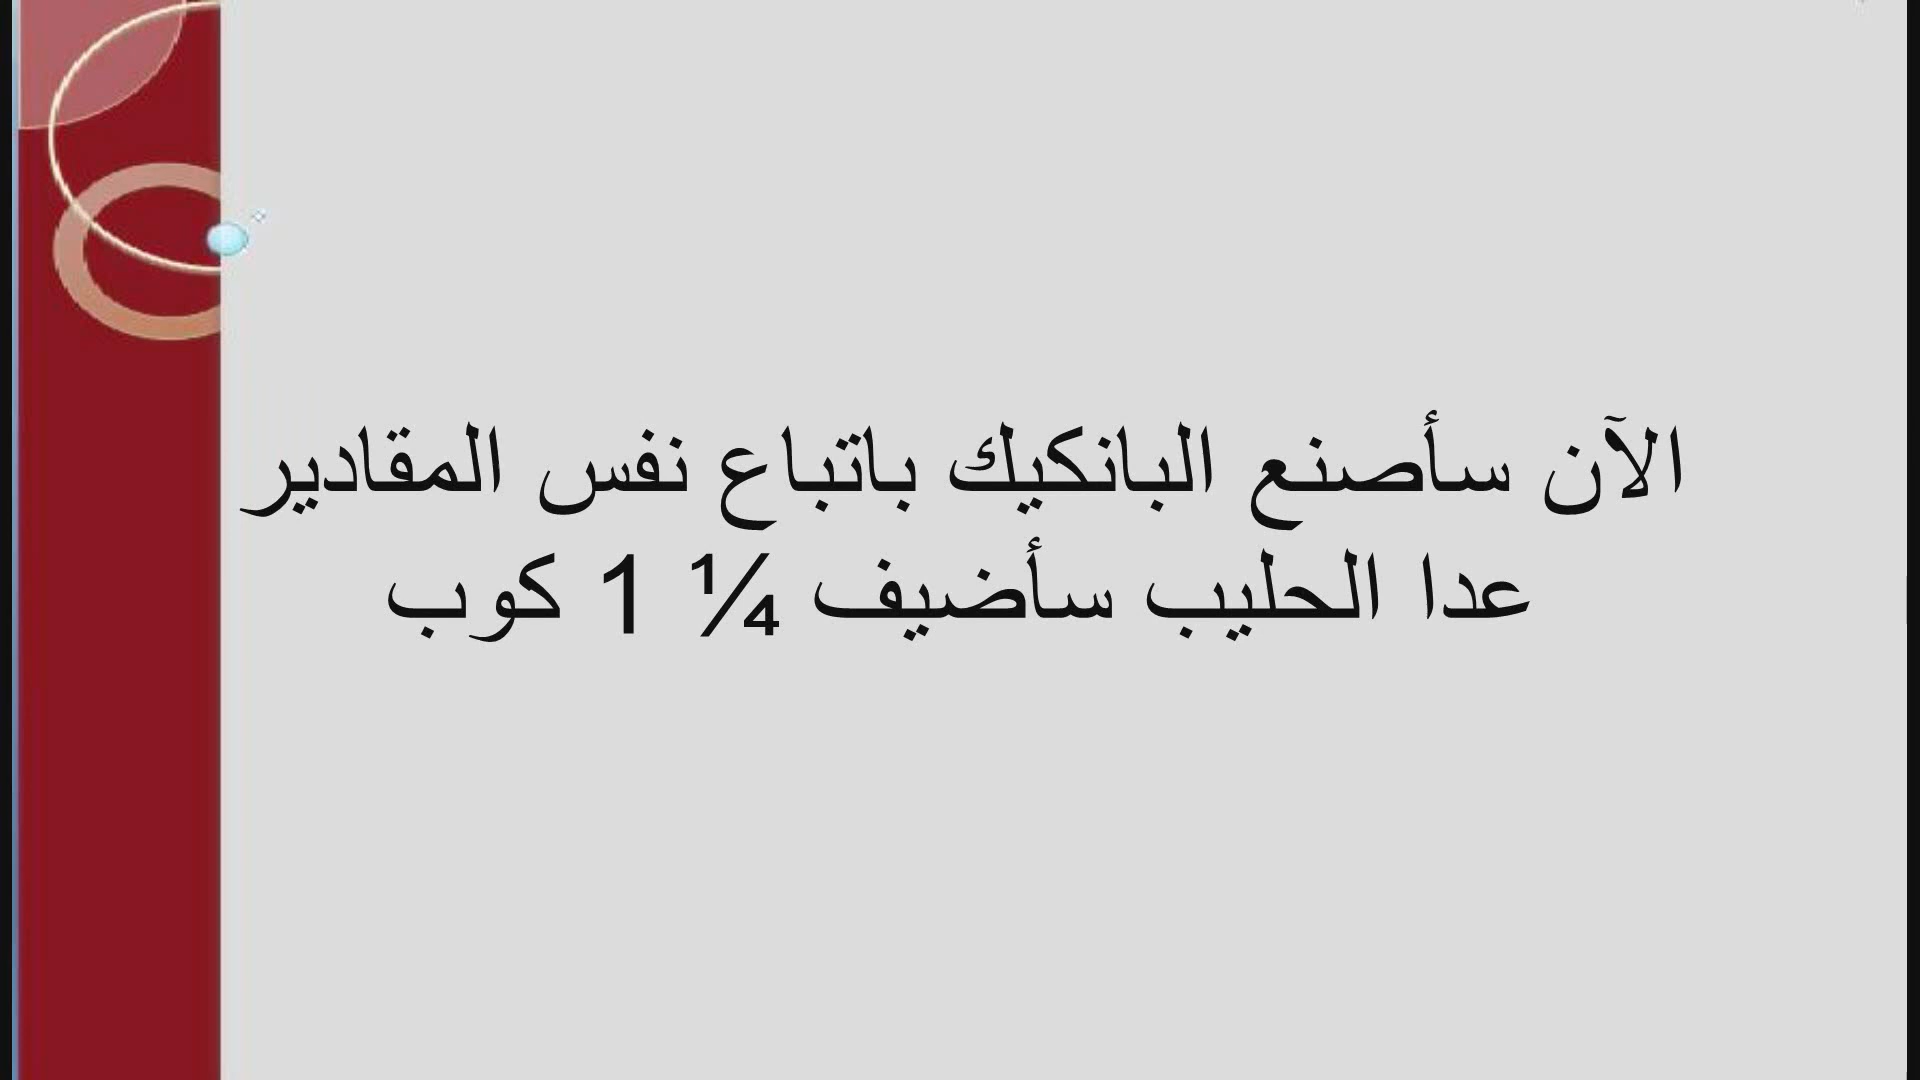 الآن سأصنع البانكيك باتباع نفس المقادير
عدا الحليب سأضيف ¼ 1 كوب